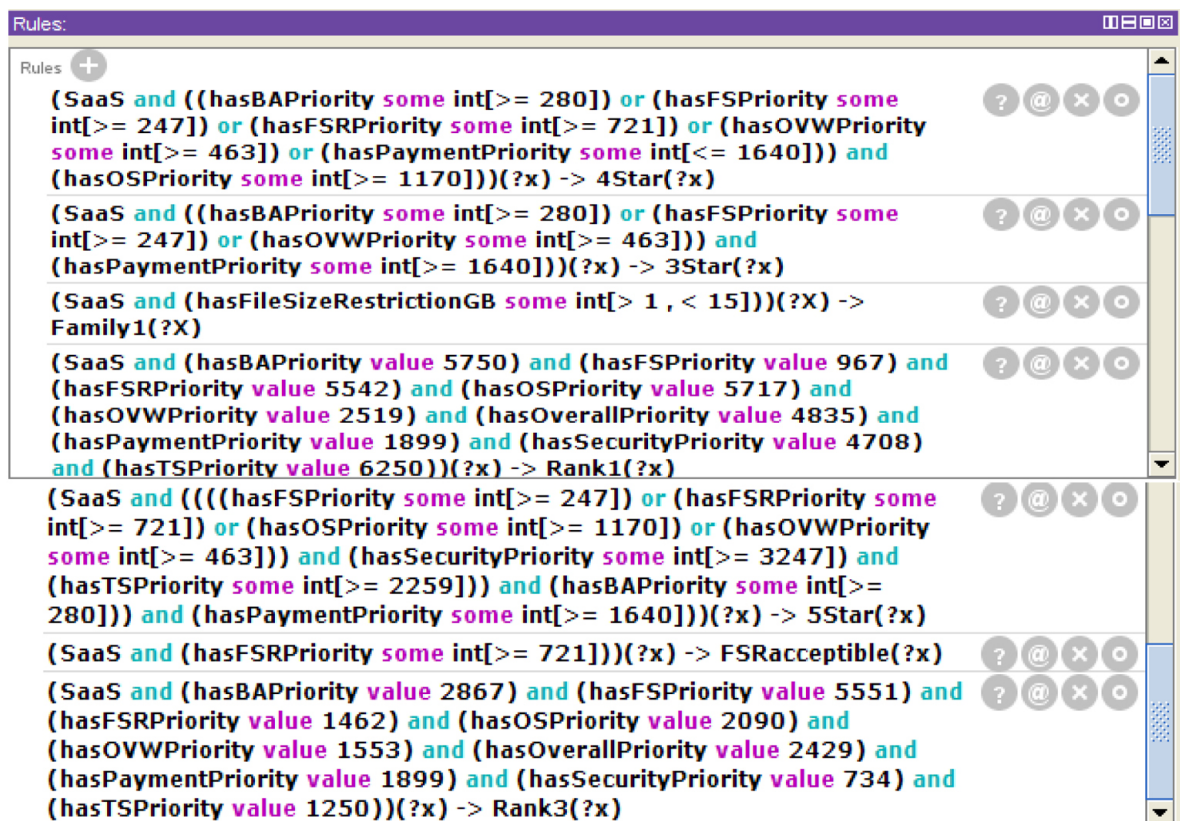 Rules:
Rules +
(SaaS and ((hasBAPriority some int[>= 280]) or (hasFSPriority some
int[>= 247]) or (hasFSRPriority some int[>= 721]) or (hasOVWPriority
some int[>= 463]) or (hasPaymentPriority some int[<= 1640])) and
(hasOSPriority some int[>= 1170]))(?x) -> 4Star(?x)
(SaaS and ((hasBAPriority some int[>= 280]) or (hasFSPriority some
int[>= 247]) or (hasOVWPriority some int[>= 463])) and
(hasPaymentPriority some int[>= 1640]))(?x) -> 3Star(?x)
(SaaS and (hasFileSizeRestrictionGB some int[> 1 , < 15]))(?X) ->
Family1(?X)
(SaaS and (hasBAPriority value 5750) and (hasFSPriority value 967) and
(hasFSRPriority value 5542) and (hasOSPriority value 5717) and
(hasOVWPriority value 2519) and (hasOverallPriority value 4835) and
(hasPaymentPriority value 1899) and (hasSecurityPriority value 4708)
and (hasTSPriority value 6250))(?x) -> Rank1(?x)
(SaaS and ((((hasFSPriority some int[>= 247]) or (hasFSRPriority some
int[>= 721]) or (hasOSPriority some int[>= 1170]) or (hasOVWPriority
some int[>= 463])) and (hasSecurityPriority some int[>= 3247]) and
(hasTSPriority some int[>= 2259])) and (hasBAPriority some int[>=
280])) and (hasPaymentPriority some int[>= 1640]))(?x) -> 5Star(?x)
(SaaS and (hasFSRPriority some int[>= 721]))(?x) -> FSRacceptible(?x)
(SaaS and (hasBAPriority value 2867) and (hasFSPriority value 5551) and
(hasFSRPriority value 1462) and (hasOSPriority value 2090) and
(hasOVWPriority value 1553) and (hasOverallPriority value 2429) and
(hasPaymentPriority value 1899) and (hasSecurityPriority value 734) and
(hasTSPriority value 1250))(?x) -> Rank3(?x)